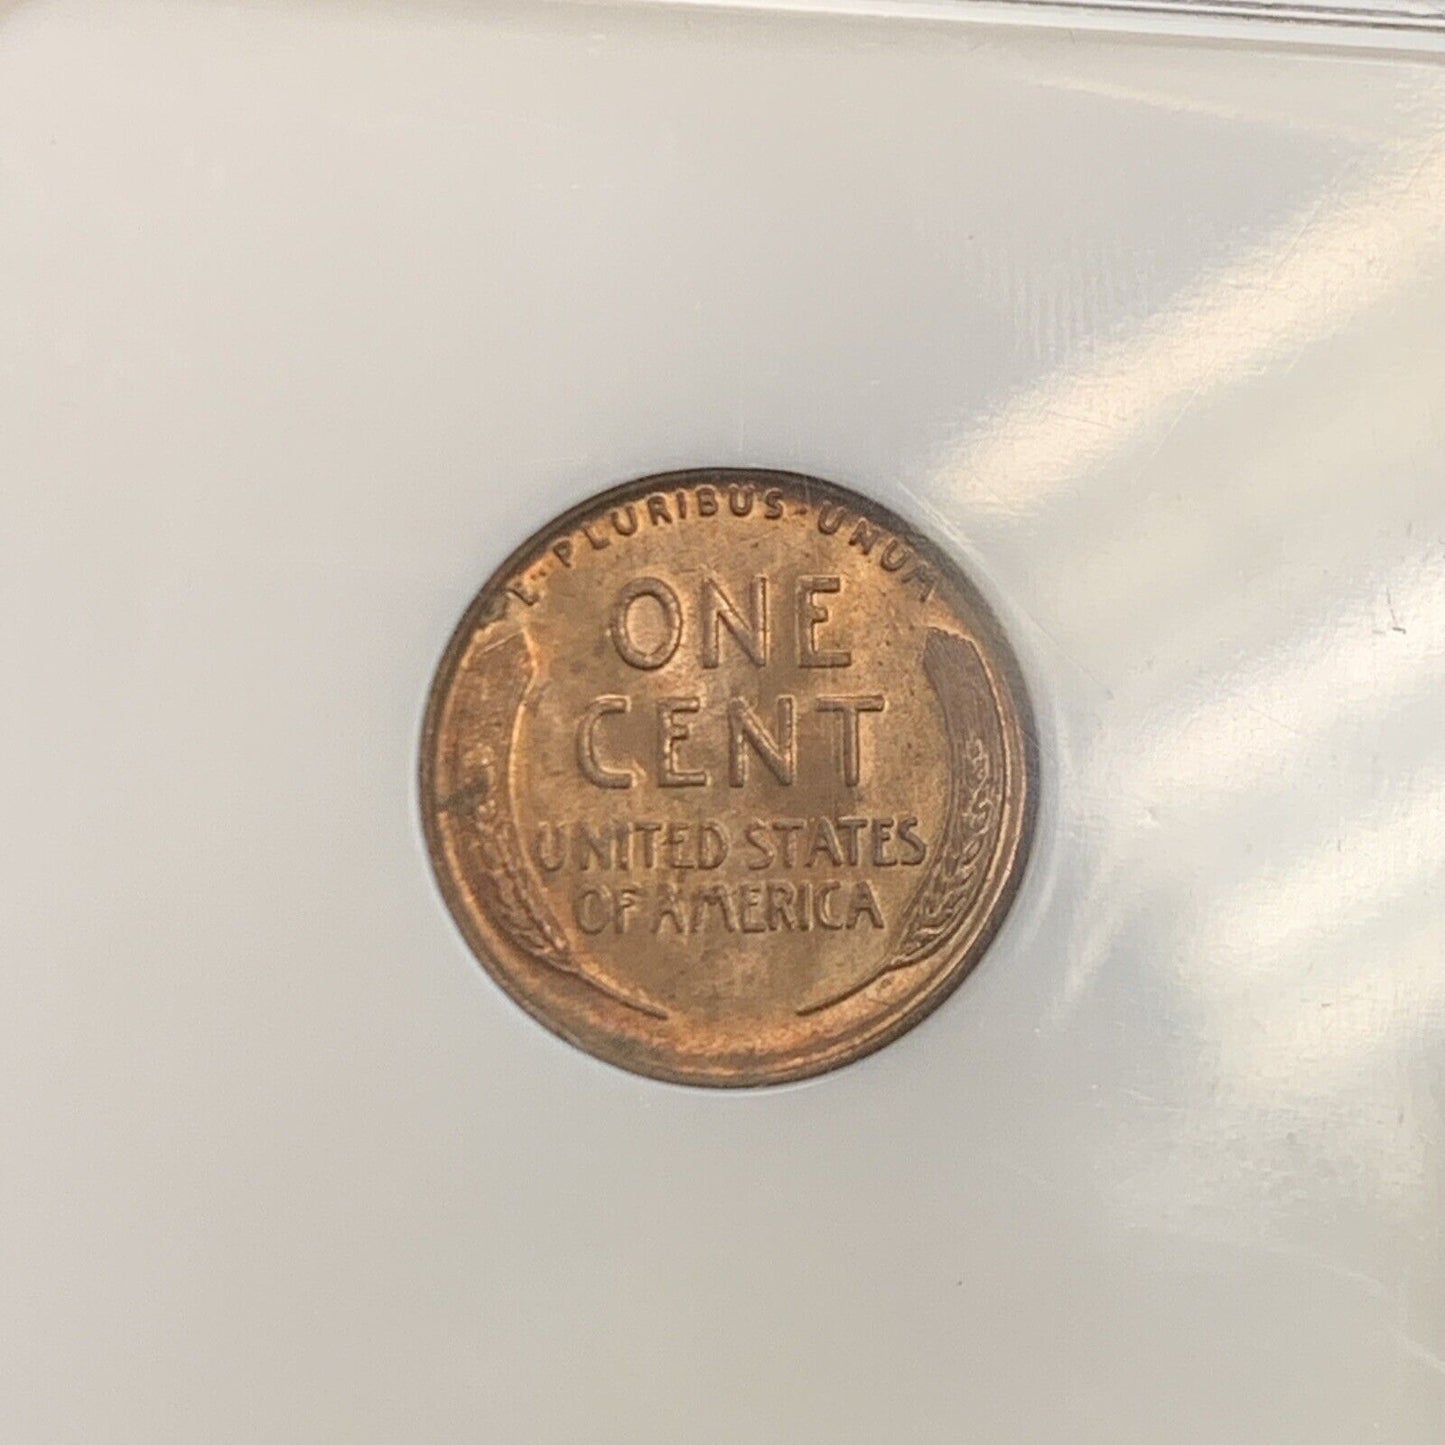 E · PLURIBUS · UNUM
ONE
CENT
UNITED STATES
OF AMERICA